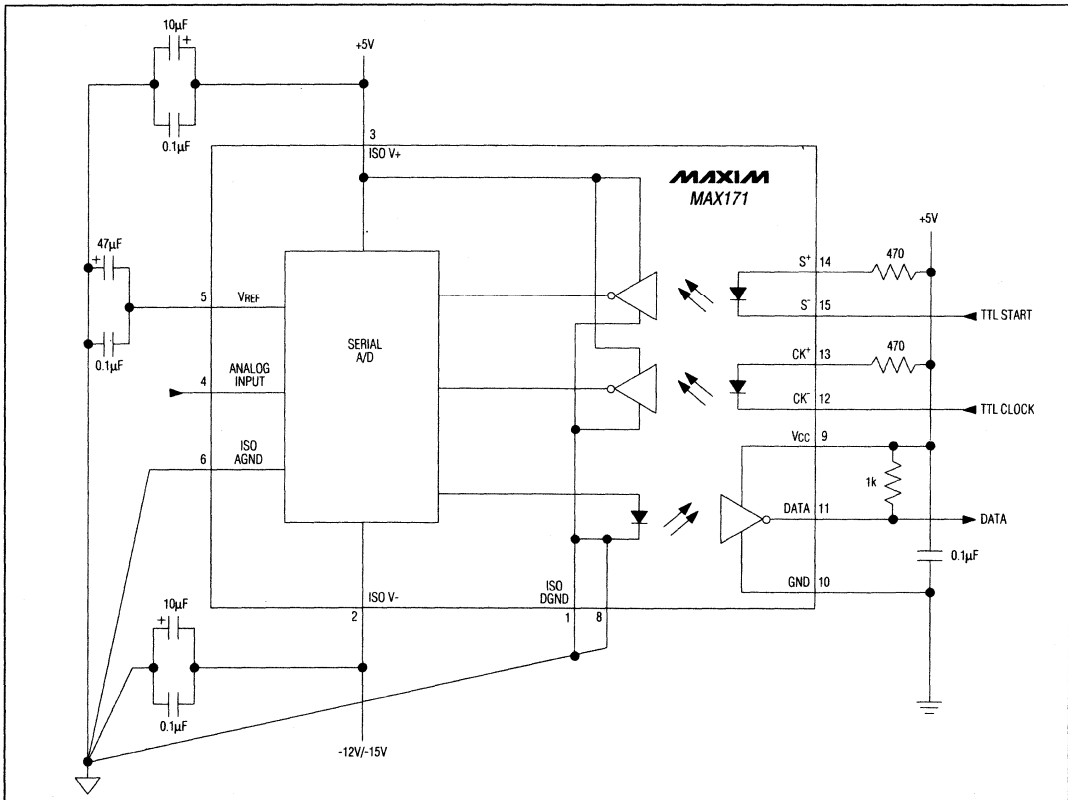 10µF
+
+5V
0.1µF
3
ISO V+
MAXIM
MAX171
+5V
47µF
+
S+ 14
470
5
VREF
S- 15
TTL START
0.1µF
SERIAL
A/D
CK+ 13
470
ANALOG
INPUT
4
CK- 12
TTL CLOCK
ISO
AGND
6
VCC 9
1k
DATA 11
DATA
0.1µF
ISO
DGND
GND 10
ISO V-
2
1
8
10µF
+
0.1µF
-12V/-15V